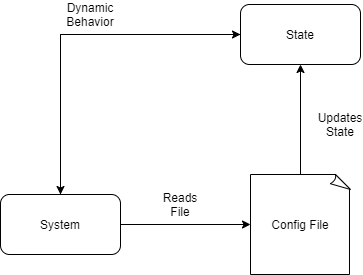 Dynamic
Behavior
State
Updates
State
Reads
File
System
Config File